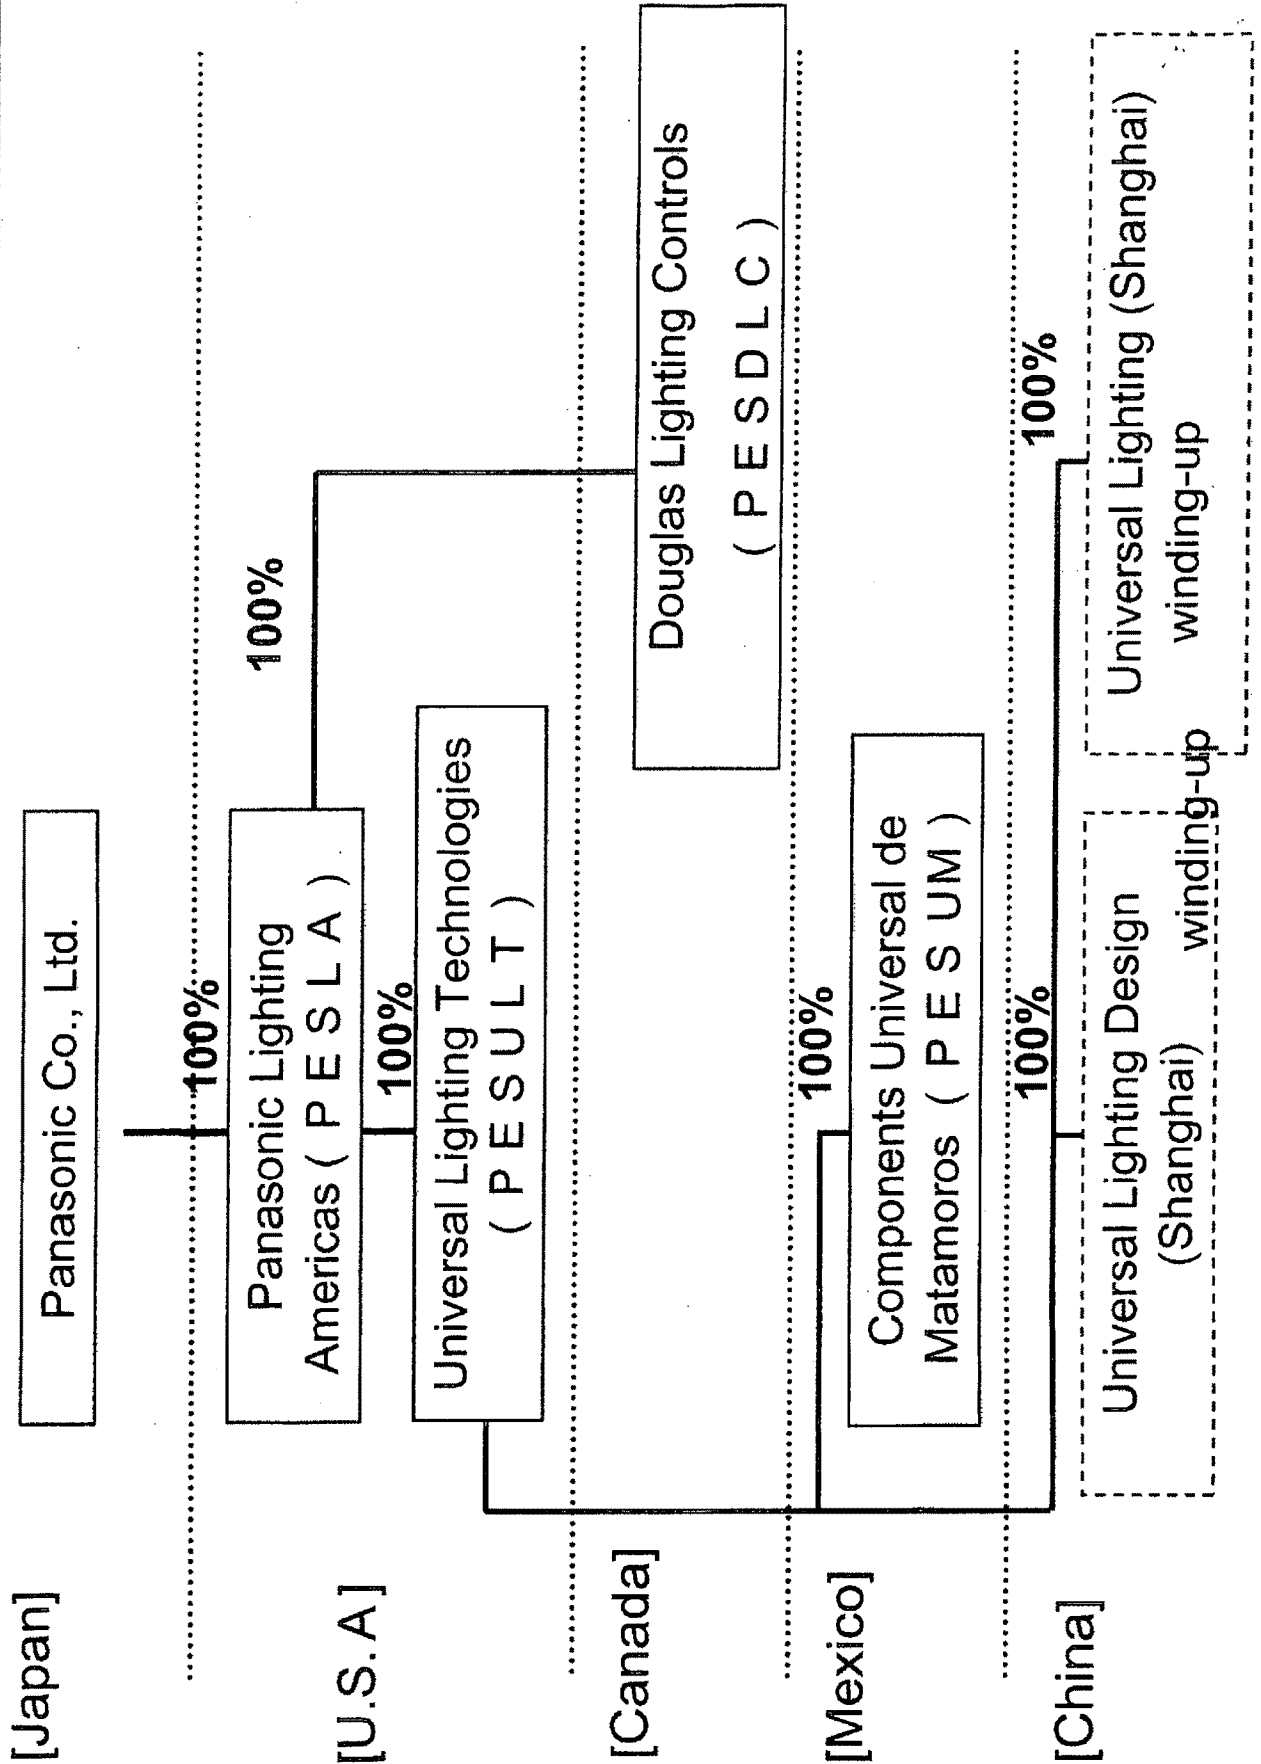 [Japan]
Panasonic Co., Ltd.
100%
[U.S. A ]
Panasonic Lighting
Americas ( P E S L A )
100%
100%
Universal Lighting Technologies
( P E S U L T )
[Canada]
Douglas Lighting Controls
( P E S D L C )
[Mexico]
100%
Components Universal de
Matamoros ( P E S UM )
[China]
100%
100%
Universal Lighting Design
(Shanghai)
winding-up
Universal Lighting (Shanghai)
winding-up